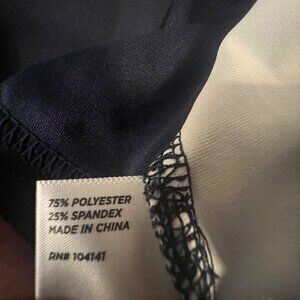 75% POLYESTER
25% SPANDEX
MADE IN CHINA
RN# 104141